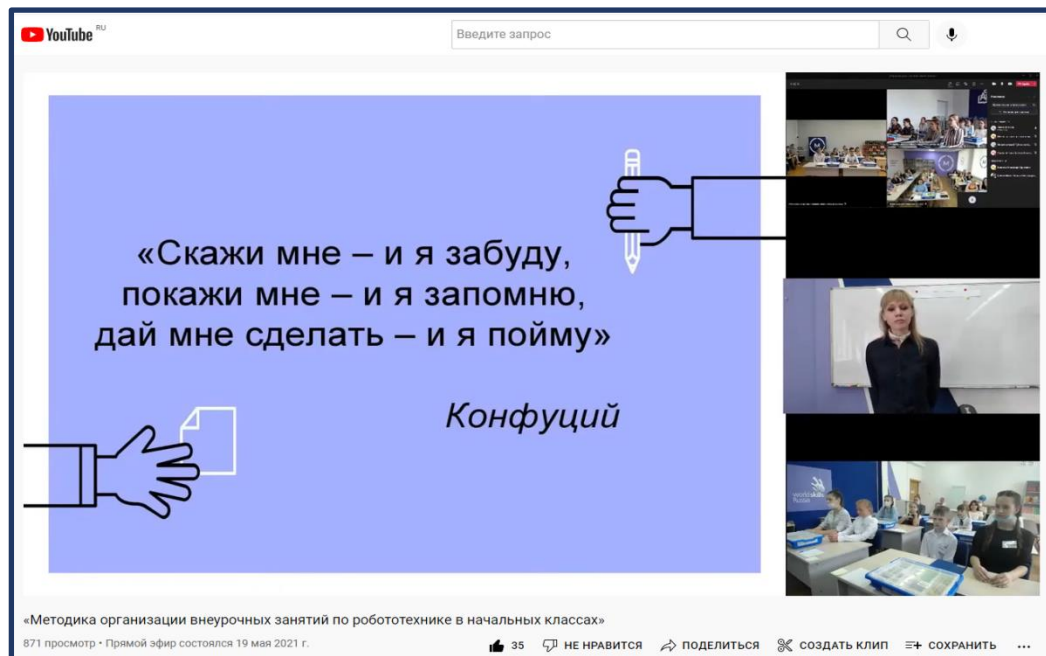 YouTube RU
Введите запрос
«Скажи мне – и я забуду,
покажи мне – и я запомню,
дай мне сделать – и я пойму»
Конфуций
worldskills
Russia
«Методика организации внеурочных занятий по робототехнике в начальных классах»
871 просмотр • Прямой эфир состоялся 19 мая 2021 г.
35 НЕ НРАВИТСЯ ПОДЕЛИТЬСЯ СОЗДАТЬ КЛИП СОХРАНИТЬ ...